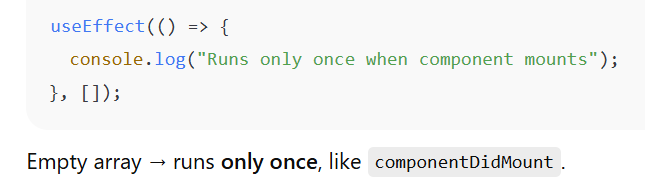 useEffect(() => {
  console.log("Runs only once when component mounts");
}, []);
Empty array → runs only once, like componentDidMount.